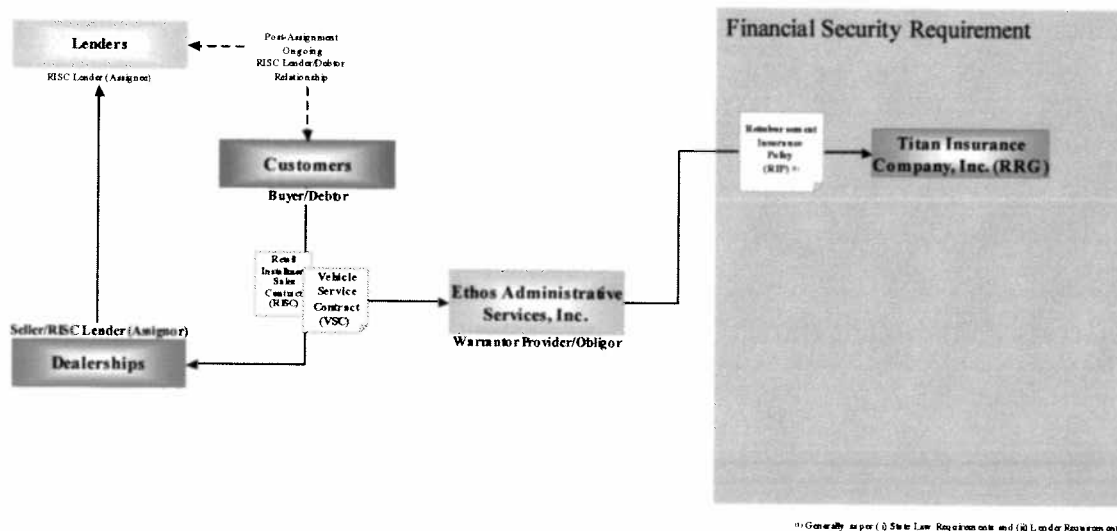 Financial Security Requirement
Lenders
RISC Lender (Assignee)
Post-Assignment
Ongoing
RISC Lender/Debtor
Relationship
Customers
Buyer/Debtor
Reimbursement
Insurance
Policy
(RIP)
Titan Insurance
Company, Inc. (RRG)
Retail
Installment
Sales
Contract
(RISC)
Vehicle
Service
Contract
(VSC)
Ethos Administrative
Services, Inc.
Warrantor Provider/Obligor
Seller/RISC Lender (Assignor)
Dealerships
(1) Generally as per (i) State Law Requirements and (ii) Lender Requirement